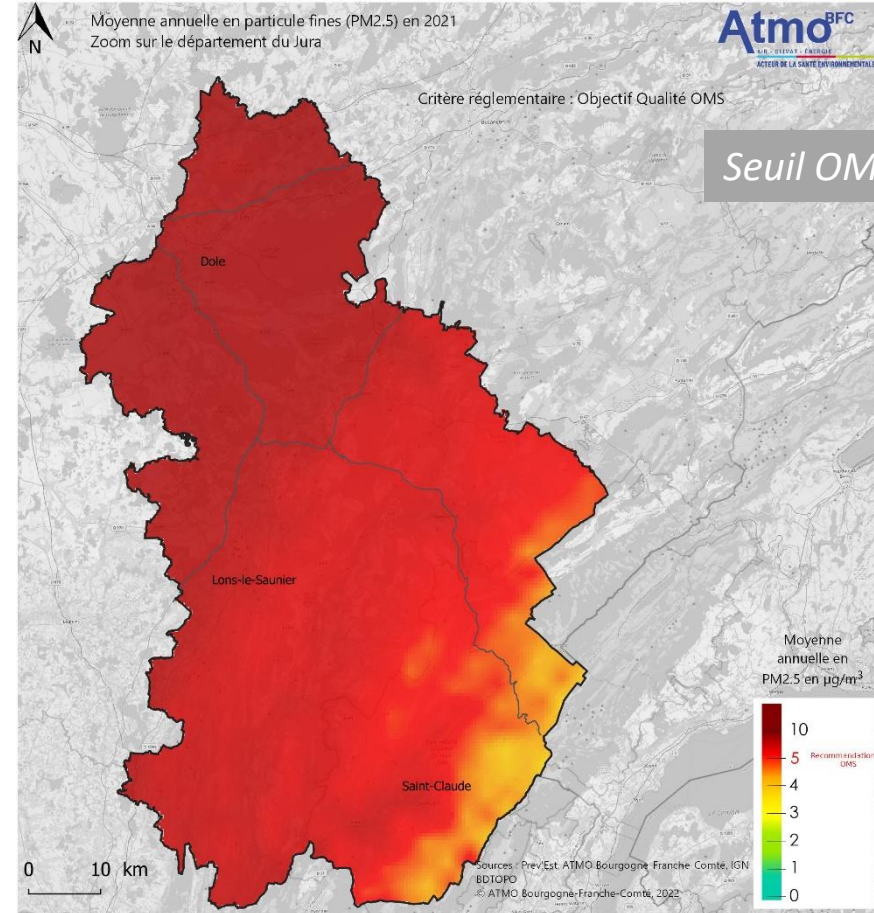 N
Moyenne annuelle en particule fines (PM2.5) en 2021
Zoom sur le département du Jura
Atmo BFC
AIR - CLIMAT - ÉNERGIE
ACTEUR DE LA SANTÉ ENVIRONNEMENTALE
Critère réglementaire : Objectif Qualité OMS
Seuil OM
Dole
Lons-le-Saunier
Saint-Claude
Moyenne
annuelle en
PM2.5 en µg/m³
10
5 Recommendation
OMS
4
3
2
1
0
0 10 km
Sources : Prev'Est, ATMO Bourgogne Franche Comté, IGN
BDTOPO
© ATMO Bourgogne-Franche-Comté, 2022